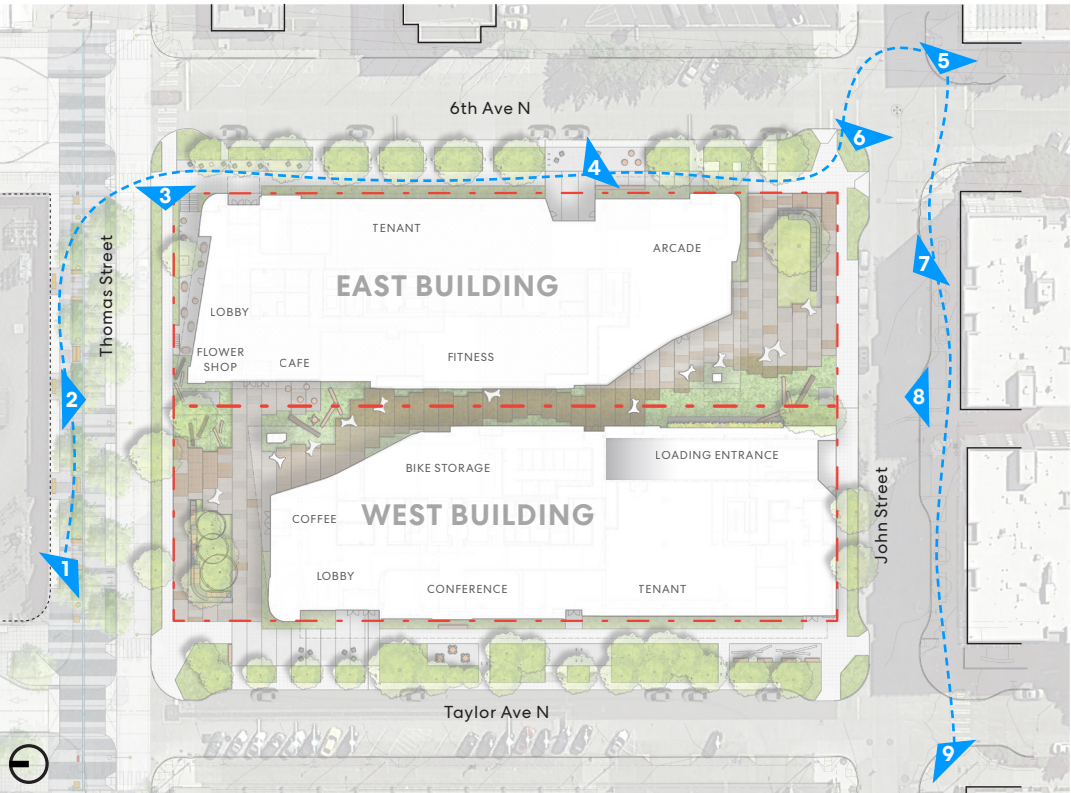 5
6th Ave N
6
4
3
TENANT
ARCADE
Thomas Street
EAST BUILDING
LOBBY
7
FLOWER
SHOP
CAFE
FITNESS
2
8
LOADING ENTRANCE
BIKE STORAGE
COFFEE
WEST BUILDING
John Street
1
LOBBY
CONFERENCE
TENANT
Taylor Ave N
9